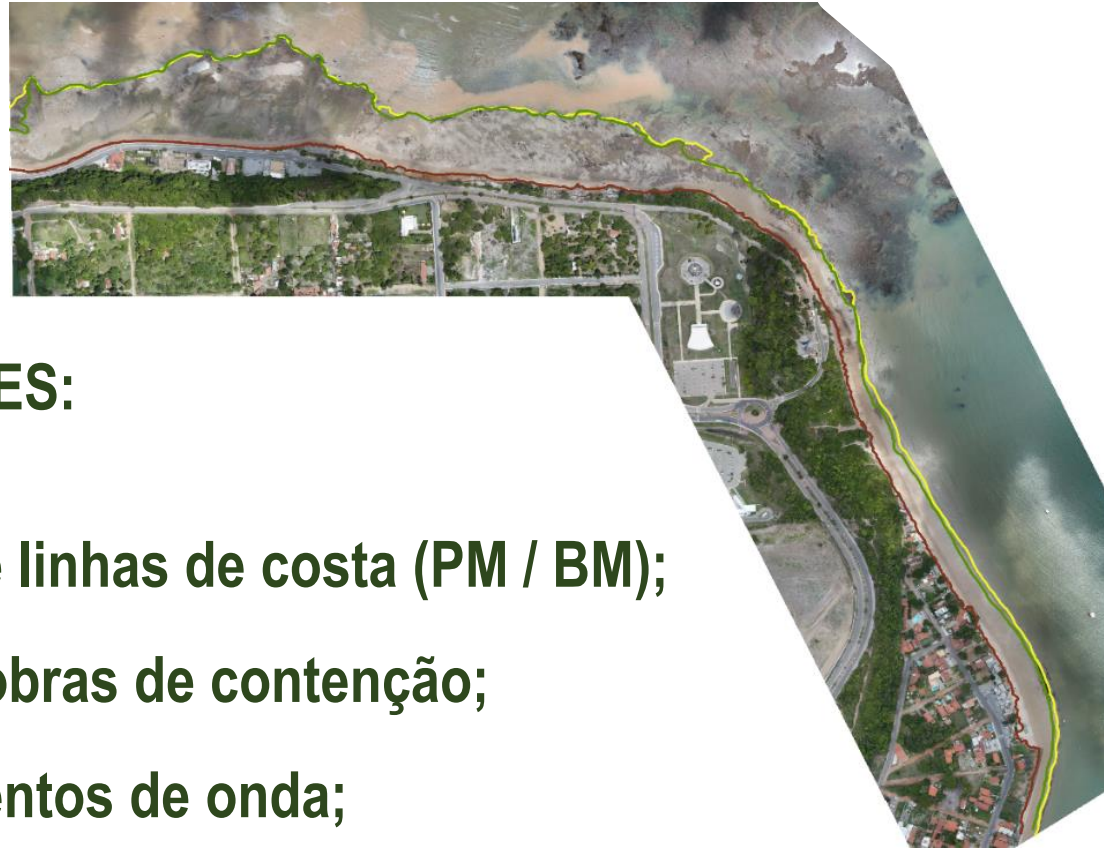 ES:
linhas de costa (PM / BM);
obras de contenção;
entos de onda;